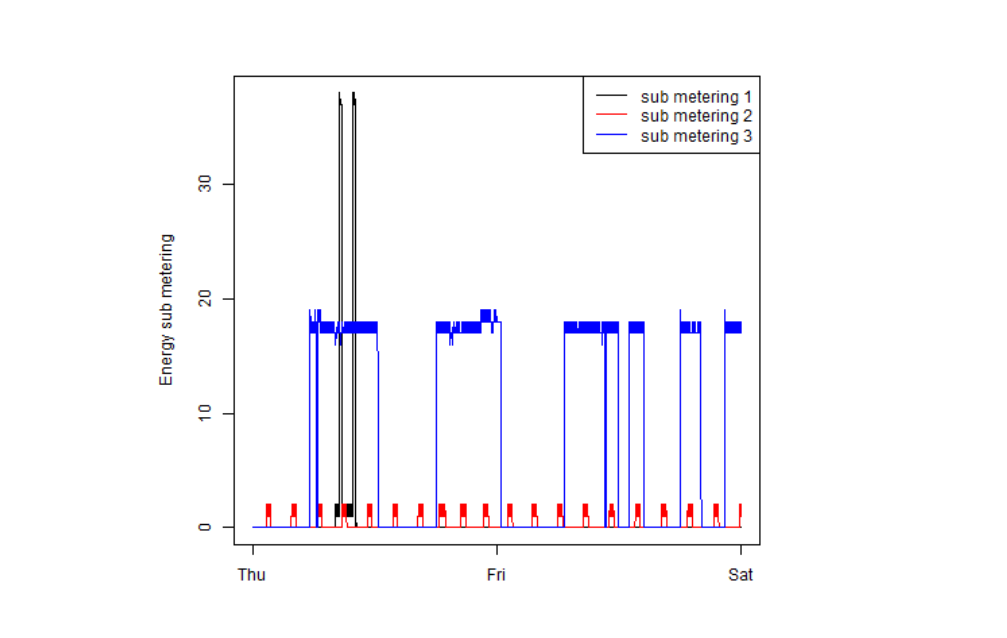 sub metering 1
sub metering 2
sub metering 3
Energy sub metering
30
20
10
0
Thu Fri Sat